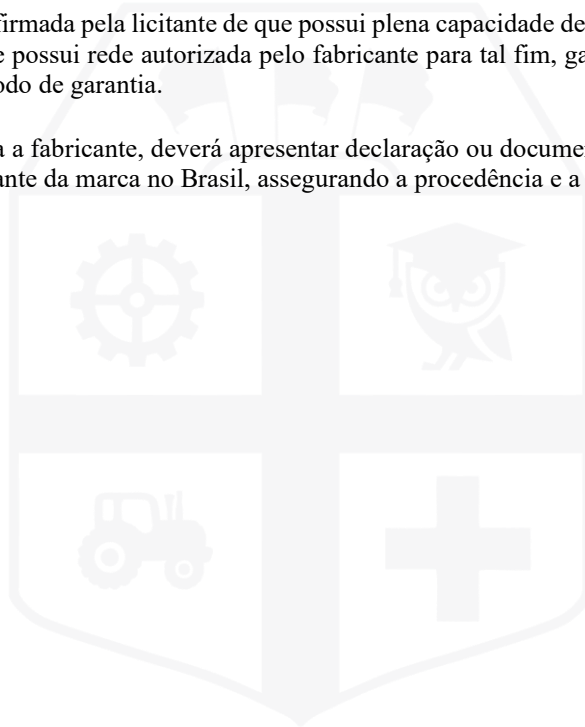 firmada pela licitante de que possui plena capacidade de
e possui rede autorizada pelo fabricante para tal fim, ga
odo de garantia.
a a fabricante, deverá apresentar declaração ou docume
ante da marca no Brasil, assegurando a procedência e a